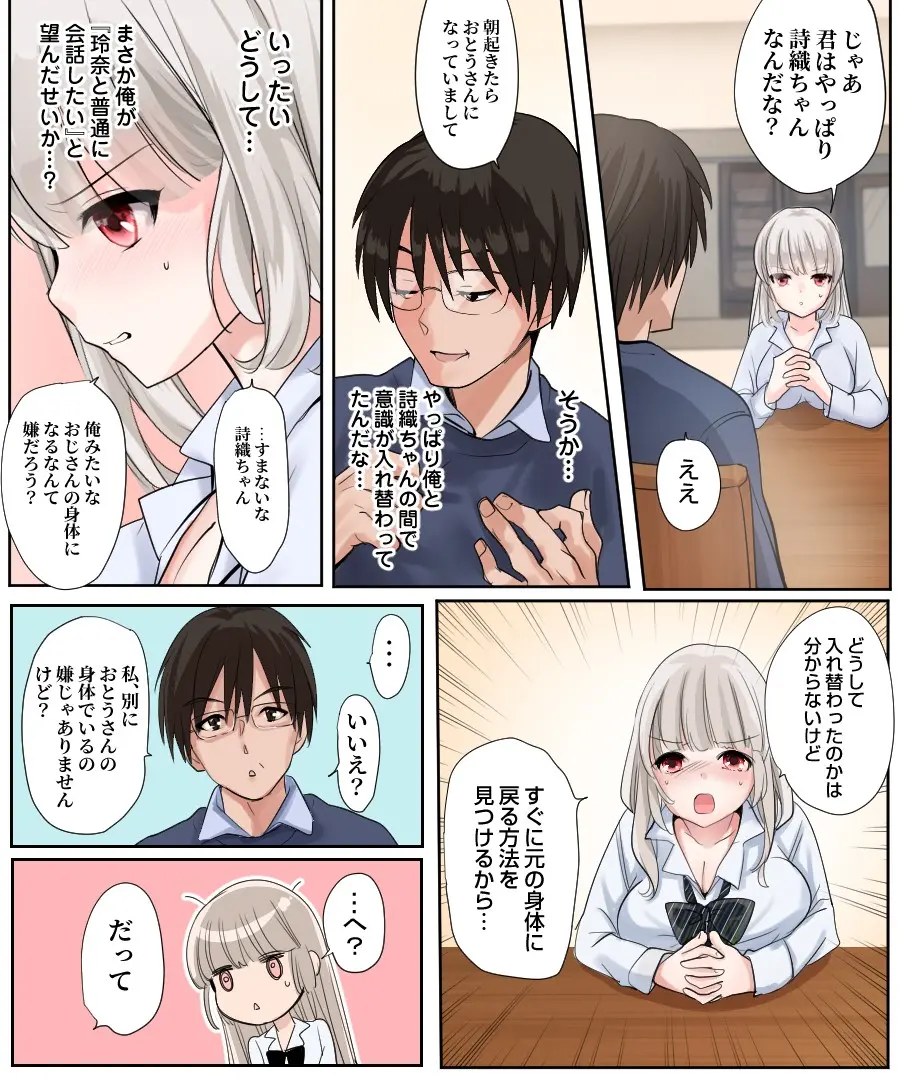 じゃあ
君はやっぱり
詩織ちゃん
なんだな？
ええ
朝起きたら
おとうさんに
なっていまして
そうか…
やっぱり俺と
詩織ちゃんの間で
意識が入れ替わって
たんだな…
いったい
どうして…
まさか俺が
『玲奈と普通に
会話したい』と
望んだせいか…？
…すまないな
詩織ちゃん
俺みたいな
おじさんの身体に
なるなんて
嫌だろう？
どうして
入れ替わったのかは
分からないけど
すぐに元の身体に
戻る方法を
見つけるから…
…
いいえ？
私、別に
おとうさんの
身体でいるの
嫌じゃありません
けど？
…へ？
だって